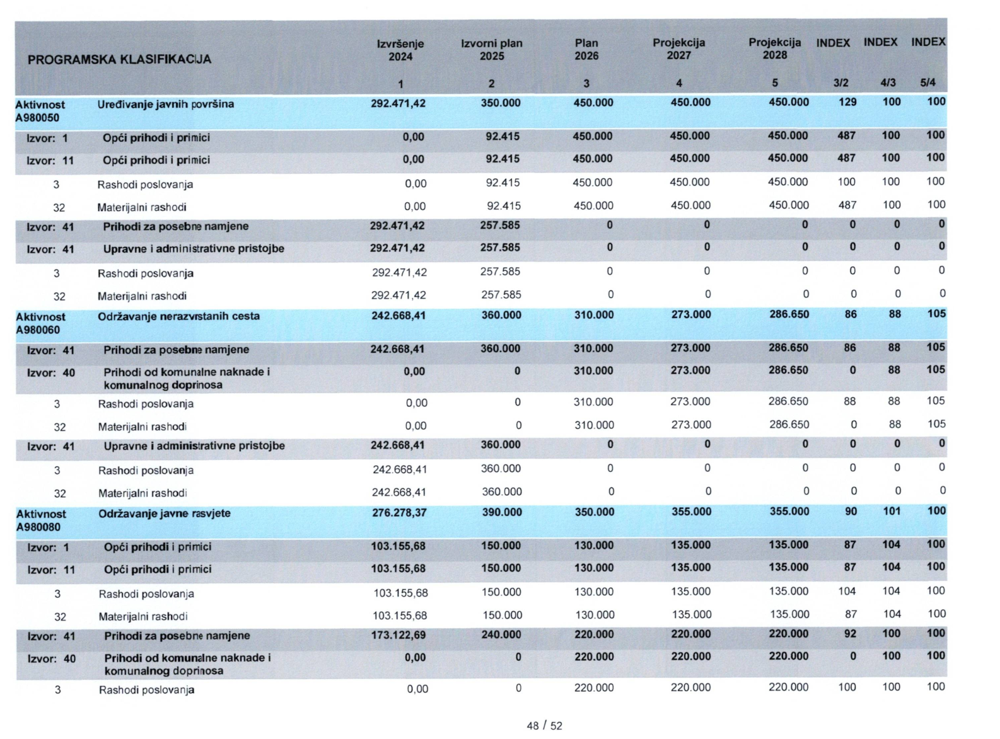 PROGRAMSKA KLASIFIKACIJA Izvršenje 2024 Izvorni plan 2025 Plan 2026 Projekcija 2027 Projekcija 2028 INDEX INDEX INDEX
1 2 3 4 5 3/2 4/3 5/4
Aktivnost A980050 Uređivanje javnih površina 292.471,42 350.000 450.000 450.000 450.000 129 100 100
Izvor: 1 Opći prihodi i primici 0,00 92.415 450.000 450.000 450.000 487 100 100
Izvor: 11 Opći prihodi i primici 0,00 92.415 450.000 450.000 450.000 487 100 100
3 Rashodi poslovanja 0,00 92.415 450.000 450.000 450.000 100 100 100
32 Materijalni rashodi 0,00 92.415 450.000 450.000 450.000 487 100 100
Izvor: 41 Prihodi za posebne namjene 292.471,42 257.585 0 0 0 0 0 0
Izvor: 41 Upravne i administrativne pristojbe 292.471,42 257.585 0 0 0 0 0 0
3 Rashodi poslovanja 292.471,42 257.585 0 0 0 0 0 0
32 Materijalni rashodi 292.471,42 257.585 0 0 0 0 0 0
Aktivnost A980060 Održavanje nerazvrstanih cesta 242.668,41 360.000 310.000 273.000 286.650 86 88 105
Izvor: 41 Prihodi za posebne namjene 242.668,41 360.000 310.000 273.000 286.650 86 88 105
Izvor: 40 Prihodi od komunalne naknade i komunalnog doprinosa 0,00 0 310.000 273.000 286.650 0 88 105
3 Rashodi poslovanja 0,00 0 310.000 273.000 286.650 88 88 105
32 Materijalni rashodi 0,00 0 310.000 273.000 286.650 0 88 105
Izvor: 41 Upravne i administrativne pristojbe 242.668,41 360.000 0 0 0 0 0 0
3 Rashodi poslovanja 242.668,41 360.000 0 0 0 0 0 0
32 Materijalni rashodi 242.668,41 360.000 0 0 0 0 0 0
Aktivnost A980080 Održavanje javne rasvjete 276.278,37 390.000 350.000 355.000 355.000 90 101 100
Izvor: 1 Opći prihodi i primici 103.155,68 150.000 130.000 135.000 135.000 87 104 100
Izvor: 11 Opći prihodi i primici 103.155,68 150.000 130.000 135.000 135.000 87 104 100
3 Rashodi poslovanja 103.155,68 150.000 130.000 135.000 135.000 104 104 100
32 Materijalni rashodi 103.155,68 150.000 130.000 135.000 135.000 87 104 100
Izvor: 41 Prihodi za posebne namjene 173.122,69 240.000 220.000 220.000 220.000 92 100 100
Izvor: 40 Prihodi od komunalne naknade i komunalnog doprinosa 0,00 0 220.000 220.000 220.000 0 100 100
3 Rashodi poslovanja 0,00 0 220.000 220.000 220.000 100 100 100
48 / 52